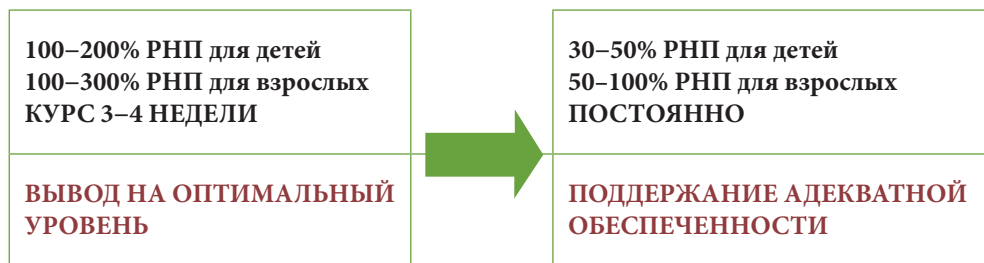 100–200% РНП для детей
100–300% РНП для взрослых
КУРС 3–4 НЕДЕЛИ
ВЫВОД НА ОПТИМАЛЬНЫЙ
УРОВЕНЬ
30–50% РНП для детей
50–100% РНП для взрослых
ПОСТОЯННО
ПОДДЕРЖАНИЕ АДЕКВАТНОЙ
ОБЕСПЕЧЕННОСТИ